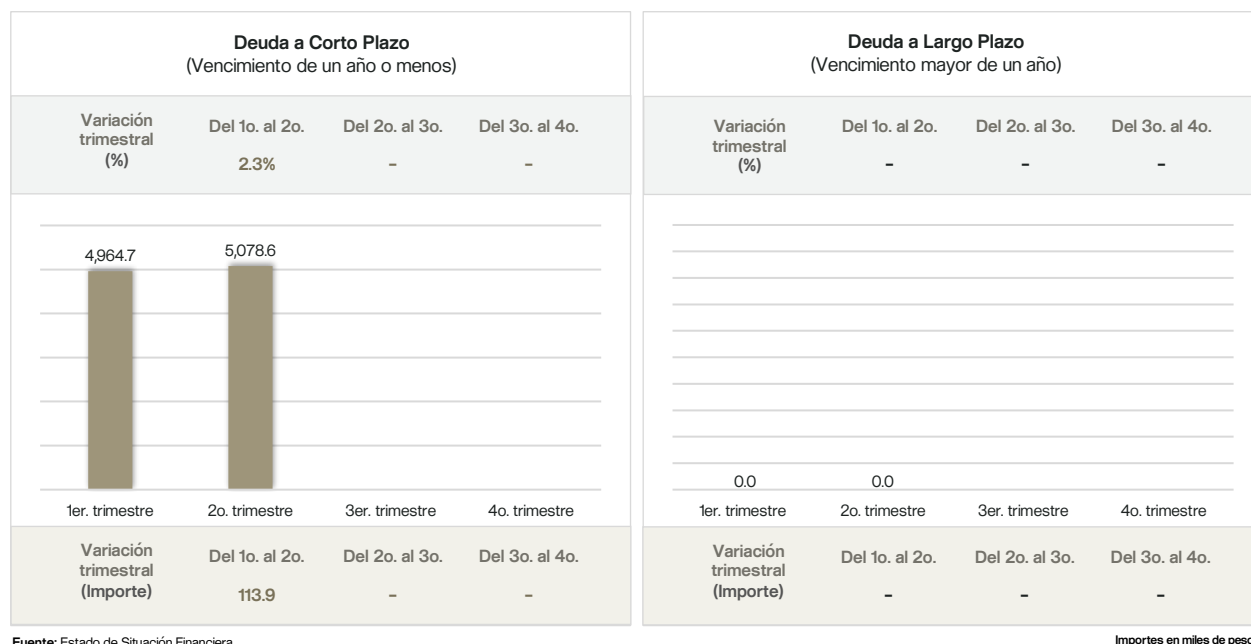 Deuda a Corto Plazo
(Vencimiento de un año o menos)
Variación trimestral (%)
Del 1o. al 2o.
Del 2o. al 3o.
Del 3o. al 4o.
2.3%
–
–
4,964.7
5,078.6
1er. trimestre
2o. trimestre
3er. trimestre
4o. trimestre
Variación trimestral (Importe)
Del 1o. al 2o.
Del 2o. al 3o.
Del 3o. al 4o.
113.9
–
–
Deuda a Largo Plazo
(Vencimiento mayor de un año)
Variación trimestral (%)
Del 1o. al 2o.
Del 2o. al 3o.
Del 3o. al 4o.
–
–
–
0.0
0.0
1er. trimestre
2o. trimestre
3er. trimestre
4o. trimestre
Variación trimestral (Importe)
Del 1o. al 2o.
Del 2o. al 3o.
Del 3o. al 4o.
–
–
–
Fuente: Estado de Situación Financiera
Importes en miles de